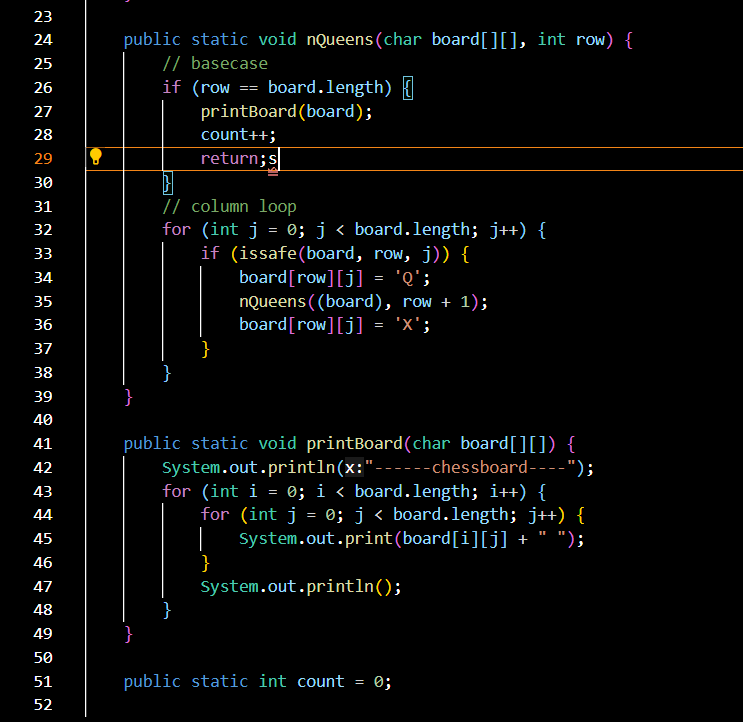 23
24 public static void nQueens(char board[][], int row) {
25 // basecase
26 if (row == board.length) {
27 printBoard(board);
28 count++;
29 return;s
30 }
31 // column loop
32 for (int j = 0; j < board.length; j++) {
33 if (issafe(board, row, j)) {
34 board[row][j] = 'Q';
35 nQueens((board), row + 1);
36 board[row][j] = 'X';
37 }
38 }
39 }
40
41 public static void printBoard(char board[][]) {
42 System.out.println(x:"------chessboard----");
43 for (int i = 0; i < board.length; i++) {
44 for (int j = 0; j < board.length; j++) {
45 System.out.print(board[i][j] + " ");
46 }
47 System.out.println();
48 }
49 }
50
51 public static int count = 0;
52